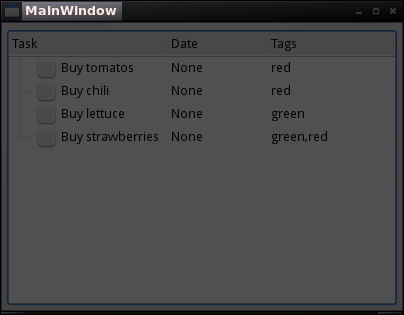 MainWindow
Task Date Tags
Buy tomatos None red
Buy chili None red
Buy lettuce None green
Buy strawberries None green,red